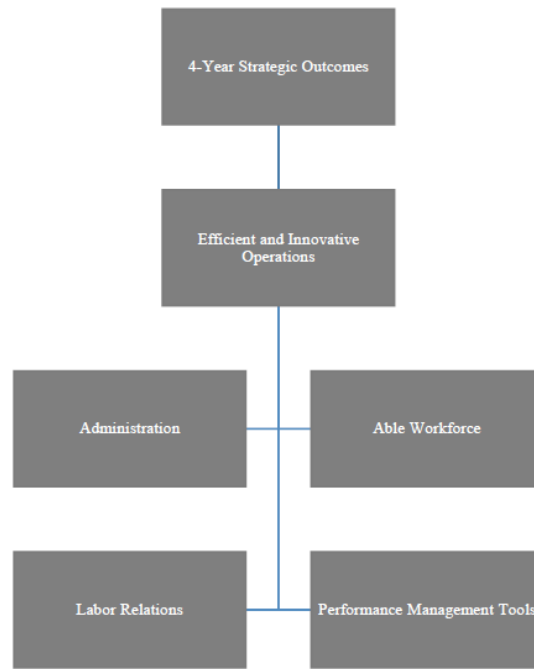 4-Year Strategic Outcomes
Efficient and Innovative
Operations
Administration
Able Workforce
Labor Relations
Performance Management Tools